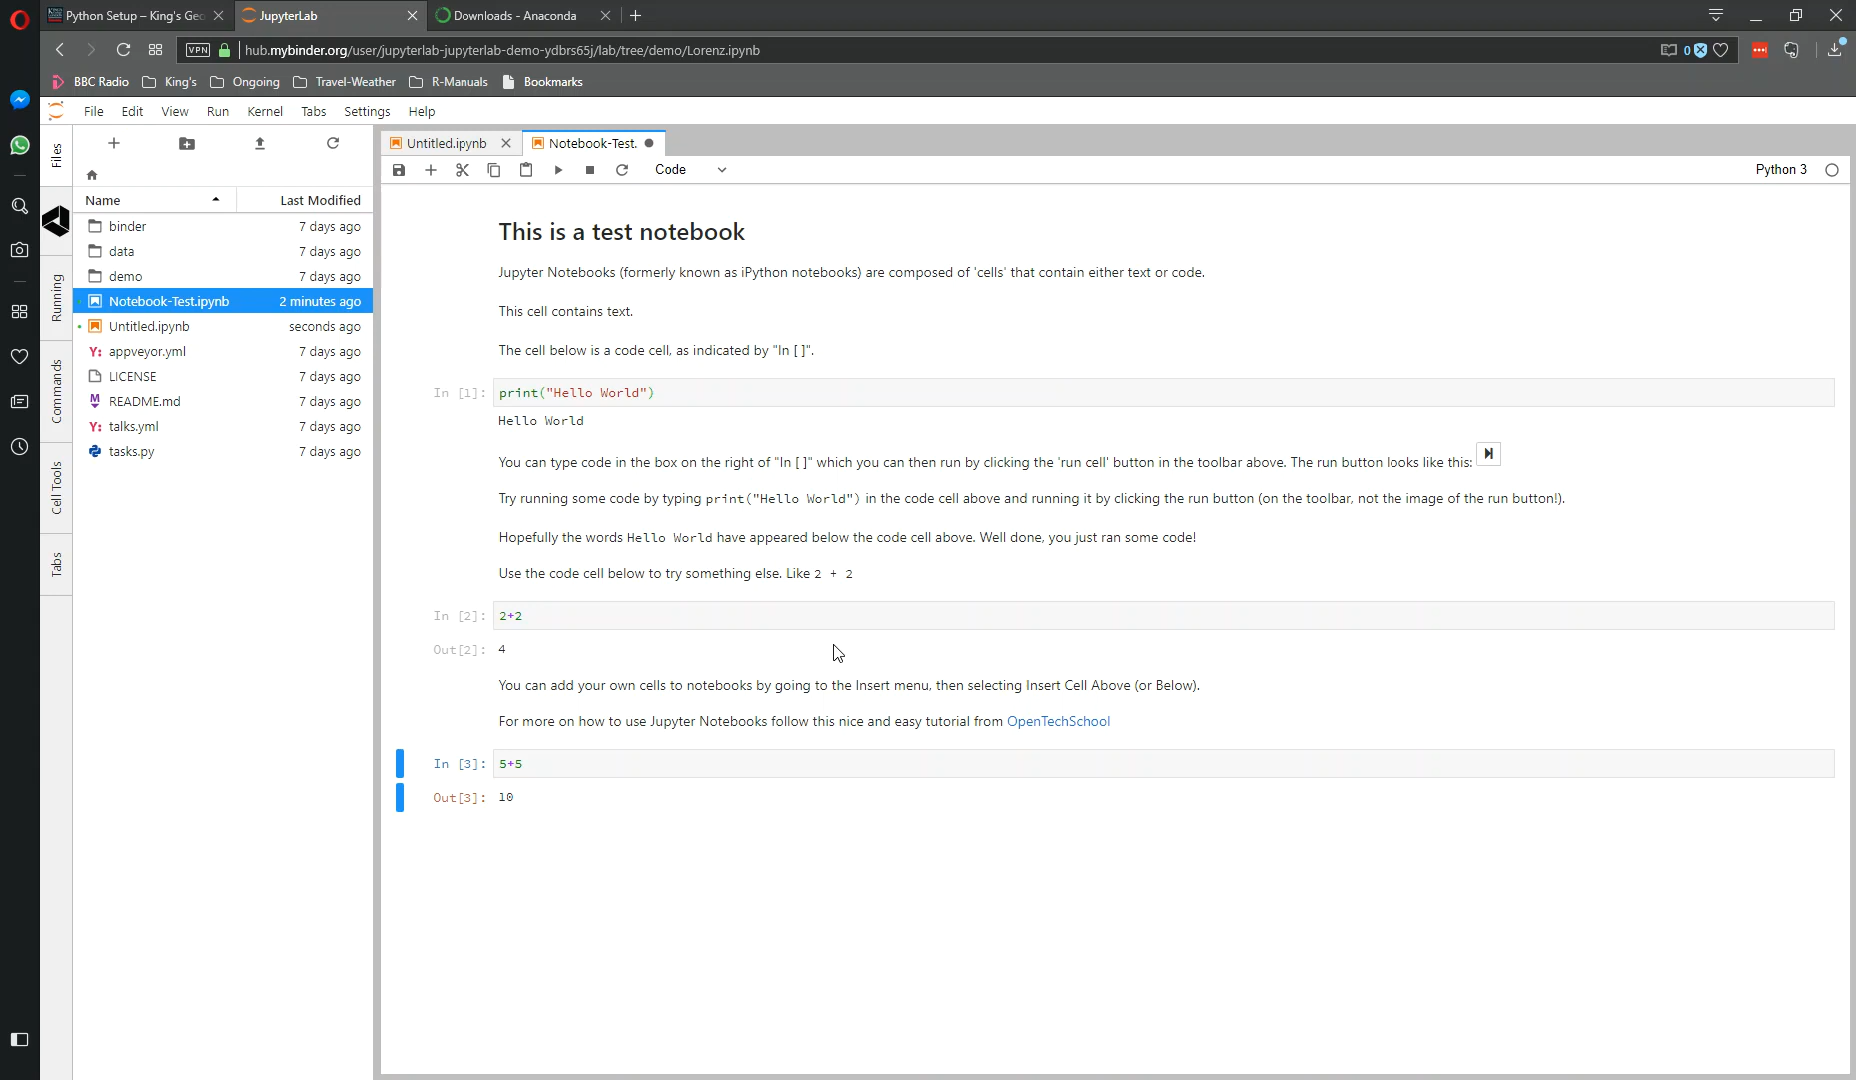 Python Setup – King's Geo
JupyterLab
Downloads - Anaconda
VPN
hub.mybinder.org/user/jupyterlab-jupyterlab-demo-ydbrs65j/lab/tree/demo/Lorenz.ipynb
0
BBC Radio
King's
Ongoing
Travel-Weather
R-Manuals
Bookmarks
File
Edit
View
Run
Kernel
Tabs
Settings
Help
Files
Running
Commands
Cell Tools
Tabs
Name
Last Modified
binder 7 days ago
data 7 days ago
demo 7 days ago
Notebook-Test.ipynb 2 minutes ago
Untitled.ipynb seconds ago
Y: appveyor.yml 7 days ago
LICENSE 7 days ago
M README.md 7 days ago
Y: talks.yml 7 days ago
tasks.py 7 days ago
Untitled.ipynb
Notebook-Test.
Code
Python 3
This is a test notebook
Jupyter Notebooks (formerly known as iPython notebooks) are composed of 'cells' that contain either text or code.
This cell contains text.
The cell below is a code cell, as indicated by "In [ ]".
In [1]: print("Hello World")
Hello World
You can type code in the box on the right of "In [ ]" which you can then run by clicking the 'run cell' button in the toolbar above. The run button looks like this:
Try running some code by typing print("Hello World") in the code cell above and running it by clicking the run button (on the toolbar, not the image of the run button!).
Hopefully the words Hello World have appeared below the code cell above. Well done, you just ran some code!
Use the code cell below to try something else. Like 2 + 2
In [2]: 2+2
Out[2]: 4
You can add your own cells to notebooks by going to the Insert menu, then selecting Insert Cell Above (or Below).
For more on how to use Jupyter Notebooks follow this nice and easy tutorial from OpenTechSchool
In [3]: 5+5
Out[3]: 10